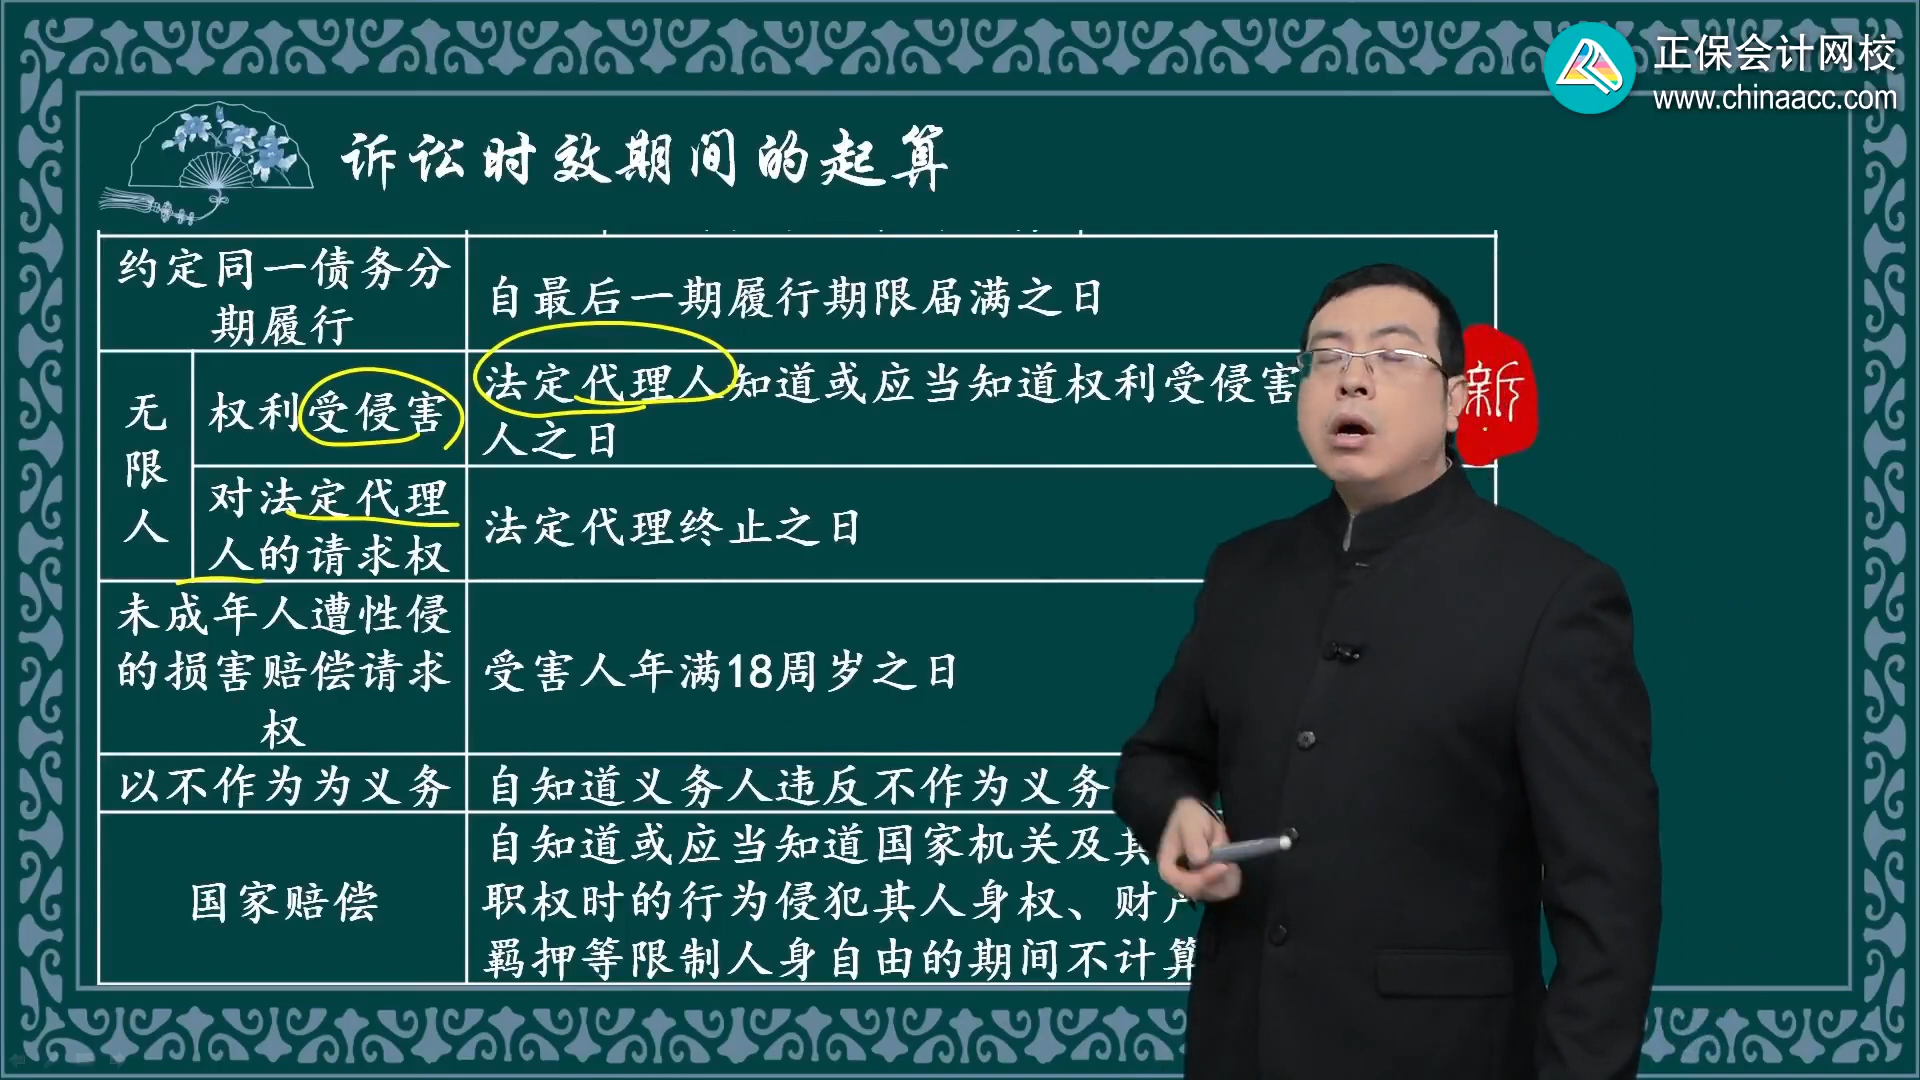 正保会计网校
www.chinaacc.com
诉讼时效期间的起算
约定同一债务分
期履行
自最后一期履行期限届满之日
无
限
人
权利受侵害
法定代理人知道或应当知道权利受侵害
人之日
新
对法定代理
人的请求权
法定代理终止之日
未成年人遭性侵
的损害赔偿请求
权
受害人年满18周岁之日
以不作为为义务
自知道义务人违反不作为义务
国家赔偿
自知道或应当知道国家机关及其
职权时的行为侵犯其人身权、财产
羁押等限制人身自由的期间不计算